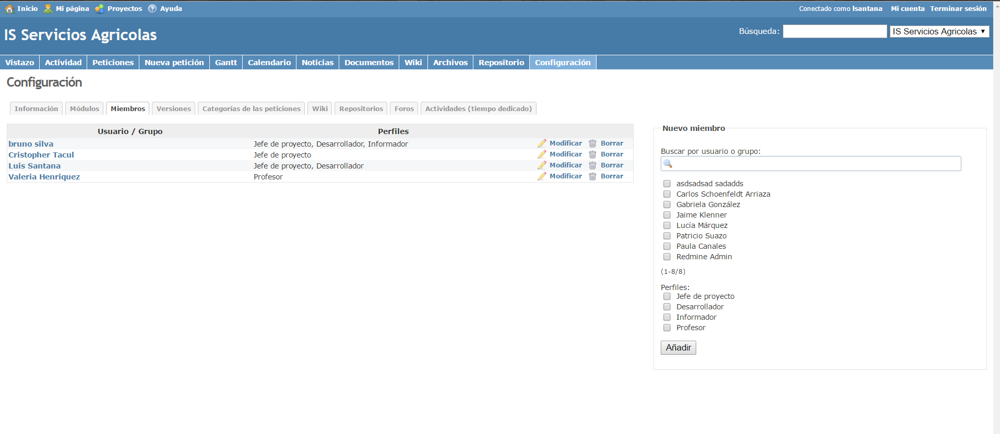 Inicio Mi página Proyectos Ayuda Conectado como lsantana Mi cuenta Terminar sesión
IS Servicios Agricolas Búsqueda: IS Servicios Agricolas
Vistazo Actividad Peticiones Nueva petición Gantt Calendario Noticias Documentos Wiki Archivos Repositorio Configuración
Configuración
Información Módulos Miembros Versiones Categorías de las peticiones Wiki Repositorios Foros Actividades (tiempo dedicado)
Usuario / Grupo Perfiles
bruno silva Jefe de proyecto, Desarrollador, Informador Modificar Borrar
Cristopher Tacul Jefe de proyecto Modificar Borrar
Luis Santana Jefe de proyecto, Desarrollador Modificar Borrar
Valeria Henriquez Profesor Modificar Borrar
Nuevo miembro
Buscar por usuario o grupo:
asdsadsad sadadds
Carlos Schoenfeldt Arriaza
Gabriela González
Jaime Klenner
Lucía Márquez
Patricio Suazo
Paula Canales
Redmine Admin
(1-8/8)
Perfiles:
Jefe de proyecto
Desarrollador
Informador
Profesor
Añadir